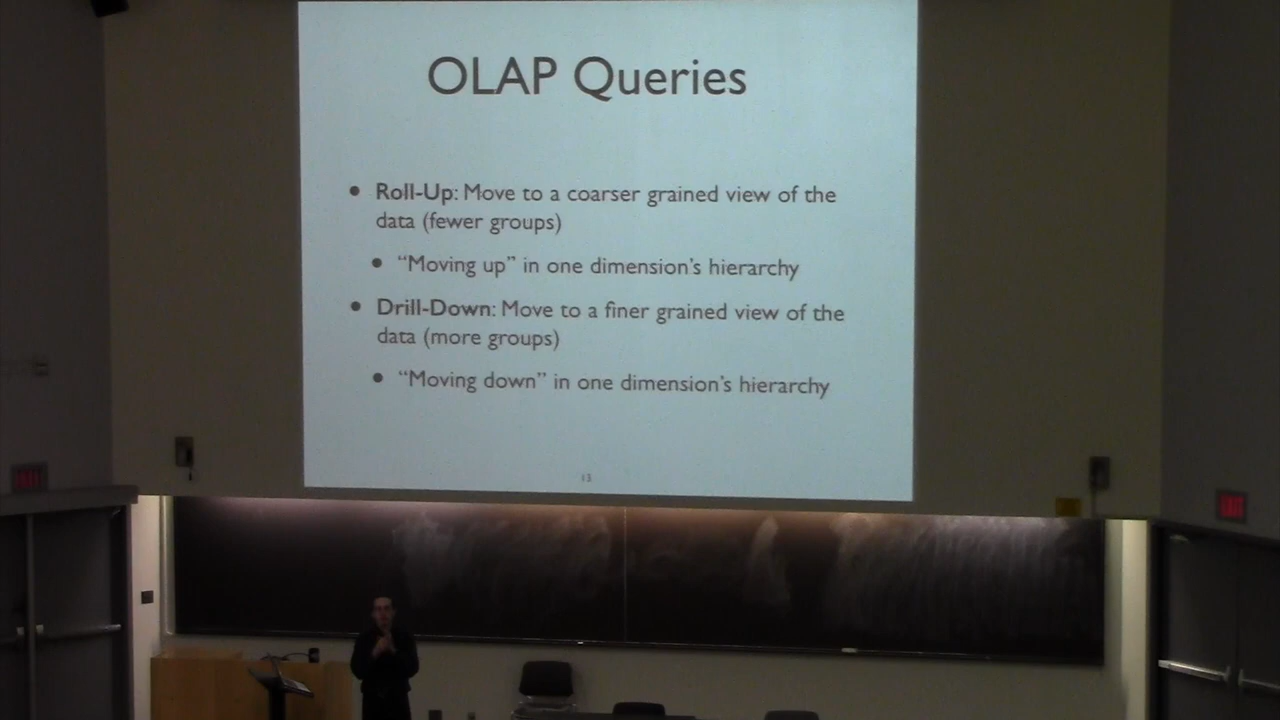 OLAP Queries
• Roll-Up: Move to a coarser grained view of the
data (fewer groups)
• “Moving up” in one dimension’s hierarchy
• Drill-Down: Move to a finer grained view of the
data (more groups)
• “Moving down” in one dimension’s hierarchy
13
EXIT